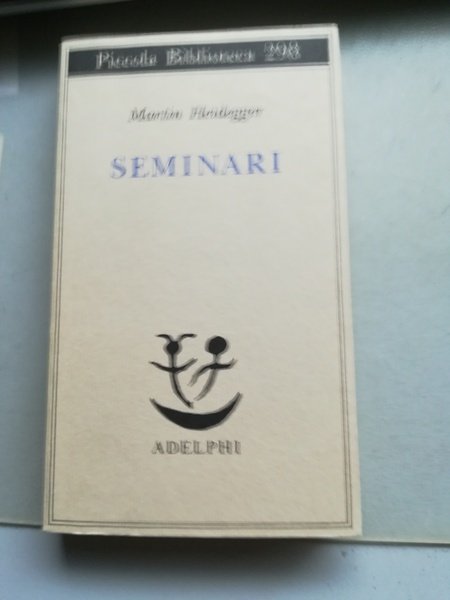 Piccola Biblioteca 298
Martin Heidegger
SEMINARI
ADELPHI